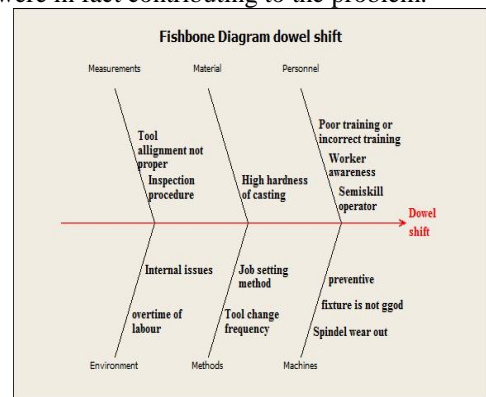 were in fact contributing to the problem.
Fishbone Diagram dowel shift
Measurements
Material
Personnel
Tool
allignment not
proper
Inspection
procedure
High hardness
of casting
Poor training or
incorrect training
Worker
awareness
Semiskill
operator
Dowel
shift
Internal issues
overtime of
labour
Job setting
method
Tool change
frequency
preventive
fixture is not ggod
Spindel wear out
Environment
Methods
Machines